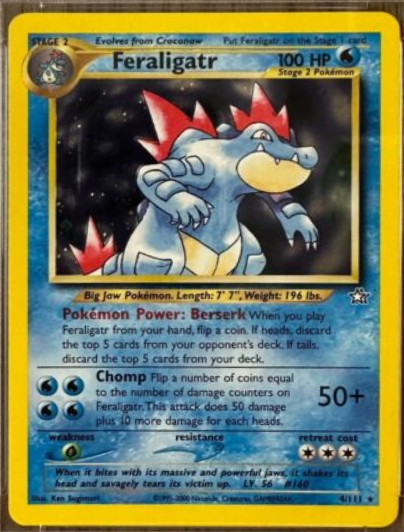 STAGE 2 Evolves from Croconaw Put Feraligatr on the Stage 1 card
Feraligatr 100 HP
Stage 2 Pokémon
Big Jaw Pokémon. Length: 7' 7", Weight: 196 lbs.
Pokémon Power: Berserk When you play
Feraligatr from your hand, flip a coin. If heads, discard
the top 5 cards from your opponent's deck. If tails,
discard the top 5 cards from your deck.
Chomp Flip a number of coins equal
to the number of damage counters on
Feraligatr. This attack does 50 damage
plus 10 more damage for each heads.
50+
weakness resistance retreat cost
When it bites with its massive and powerful jaws, it shakes its
head and savagely tears its victim up. LV. 56 #160
Illus. Ken Sugimori ©1995-2000 Nintendo, Creatures, GAMEFREAK. 4/111 ★